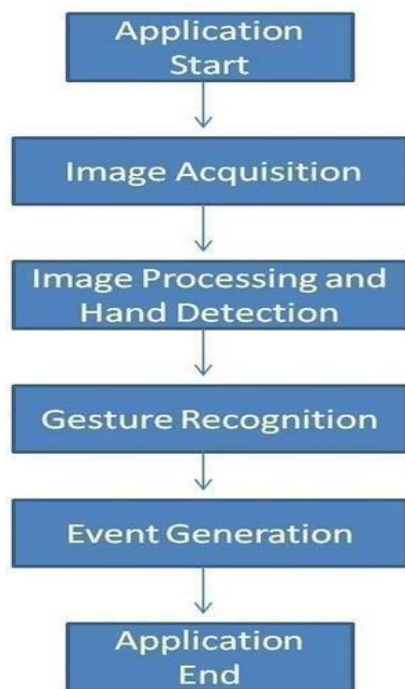 Application
Start
Image Acquisition
Image Processing and
Hand Detection
Gesture Recognition
Event Generation
Application
End